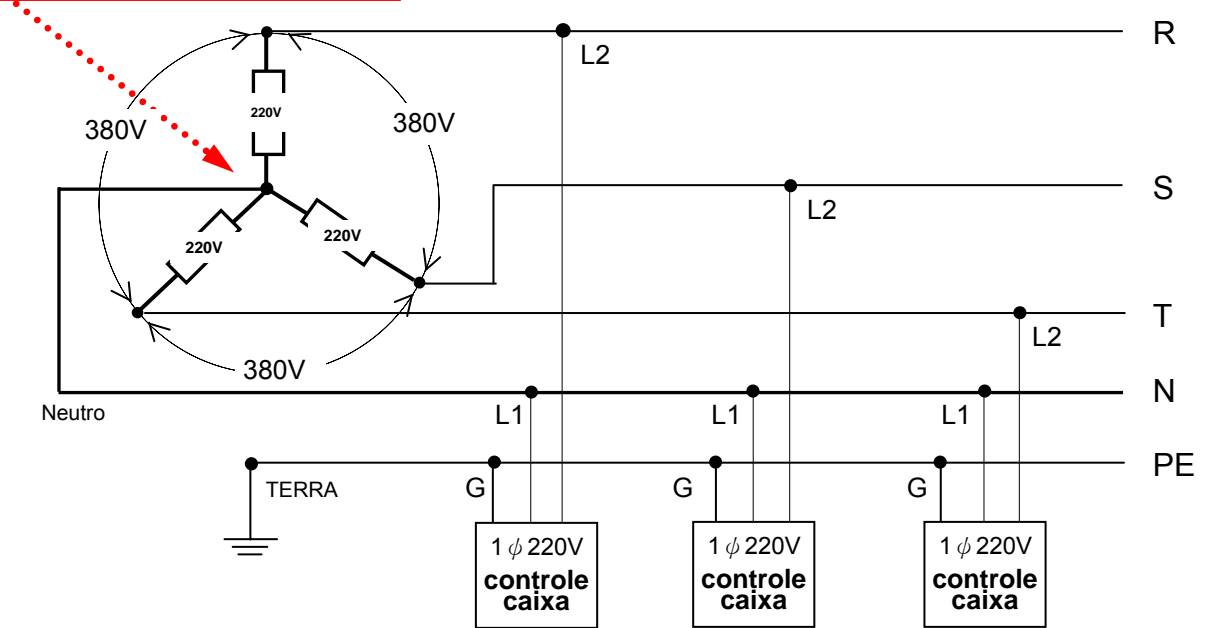 R
L2
220V
380V
380V
S
L2
220V
220V
T
L2
380V
N
Neutro
L1
L1
L1
PE
TERRA
G
G
G
1 ϕ 220V
controle
caixa
1 ϕ 220V
controle
caixa
1 ϕ 220V
controle
caixa